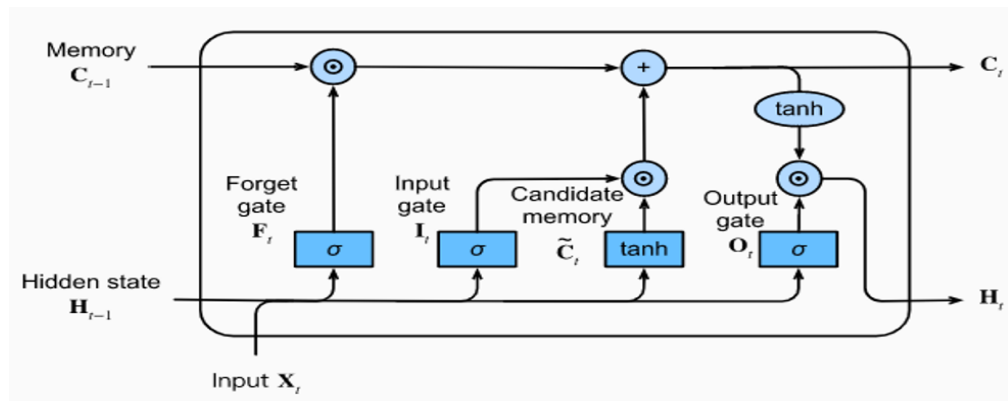 Memory
C_{t−1}
⊙
+
C_t
tanh
Forget
gate
F_t
Input
gate
I_t
⊙
Candidate
memory
C̃_t
Output
gate
O_t
⊙
σ
σ
tanh
σ
Hidden state
H_{t−1}
H_t
Input X_t